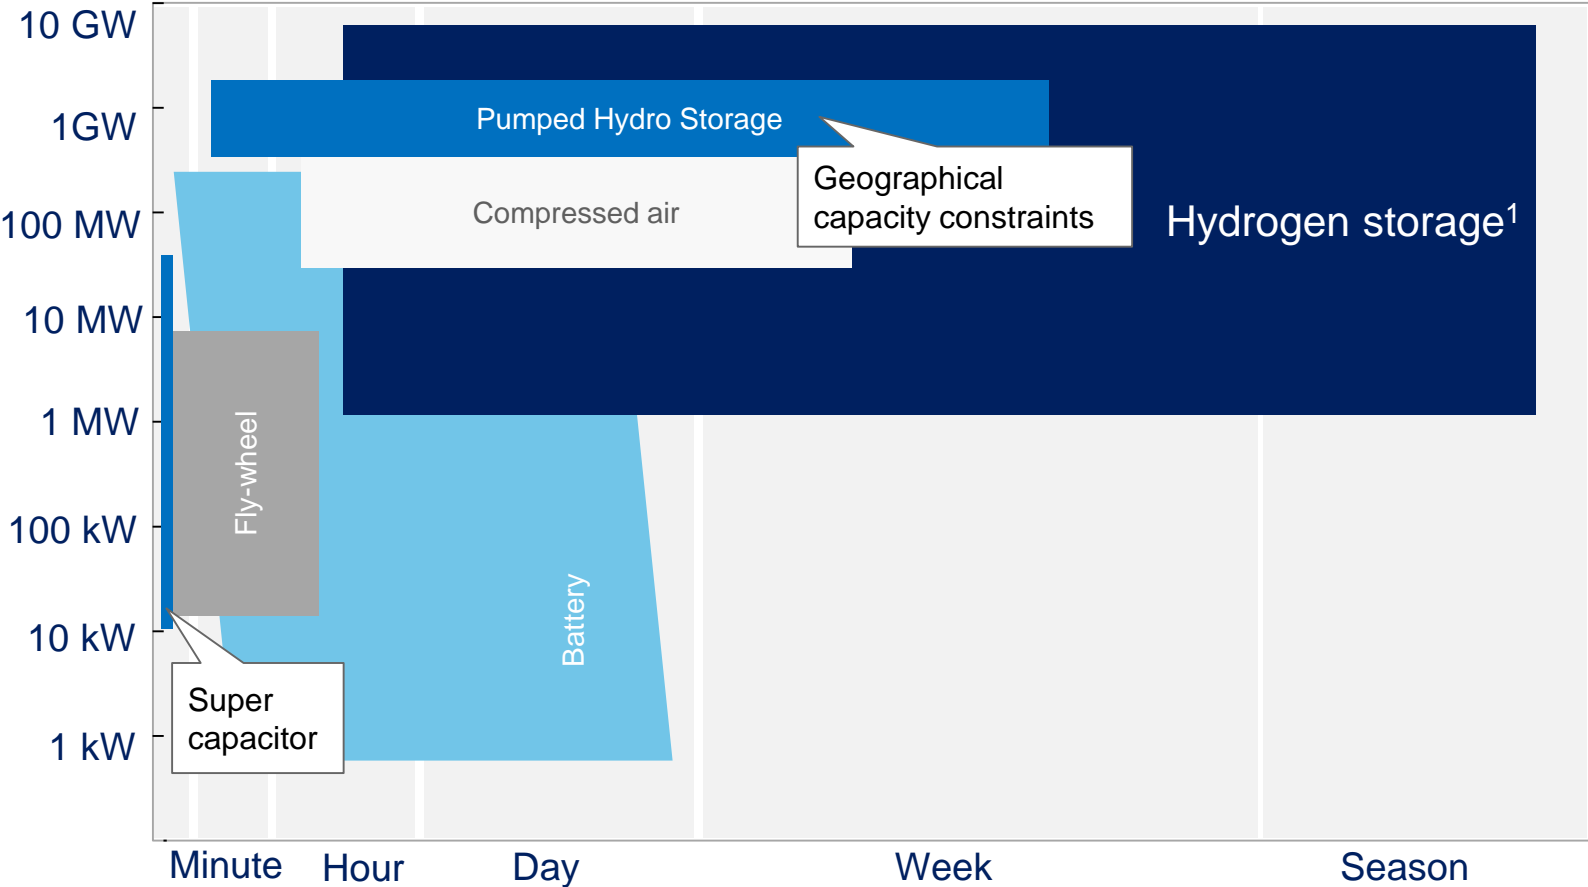 10 GW
1GW
100 MW
10 MW
1 MW
100 kW
10 kW
1 kW
Pumped Hydro Storage
Geographical
capacity constraints
Compressed air
Hydrogen storage¹
Fly-wheel
Battery
Super
capacitor
Minute
Hour
Day
Week
Season